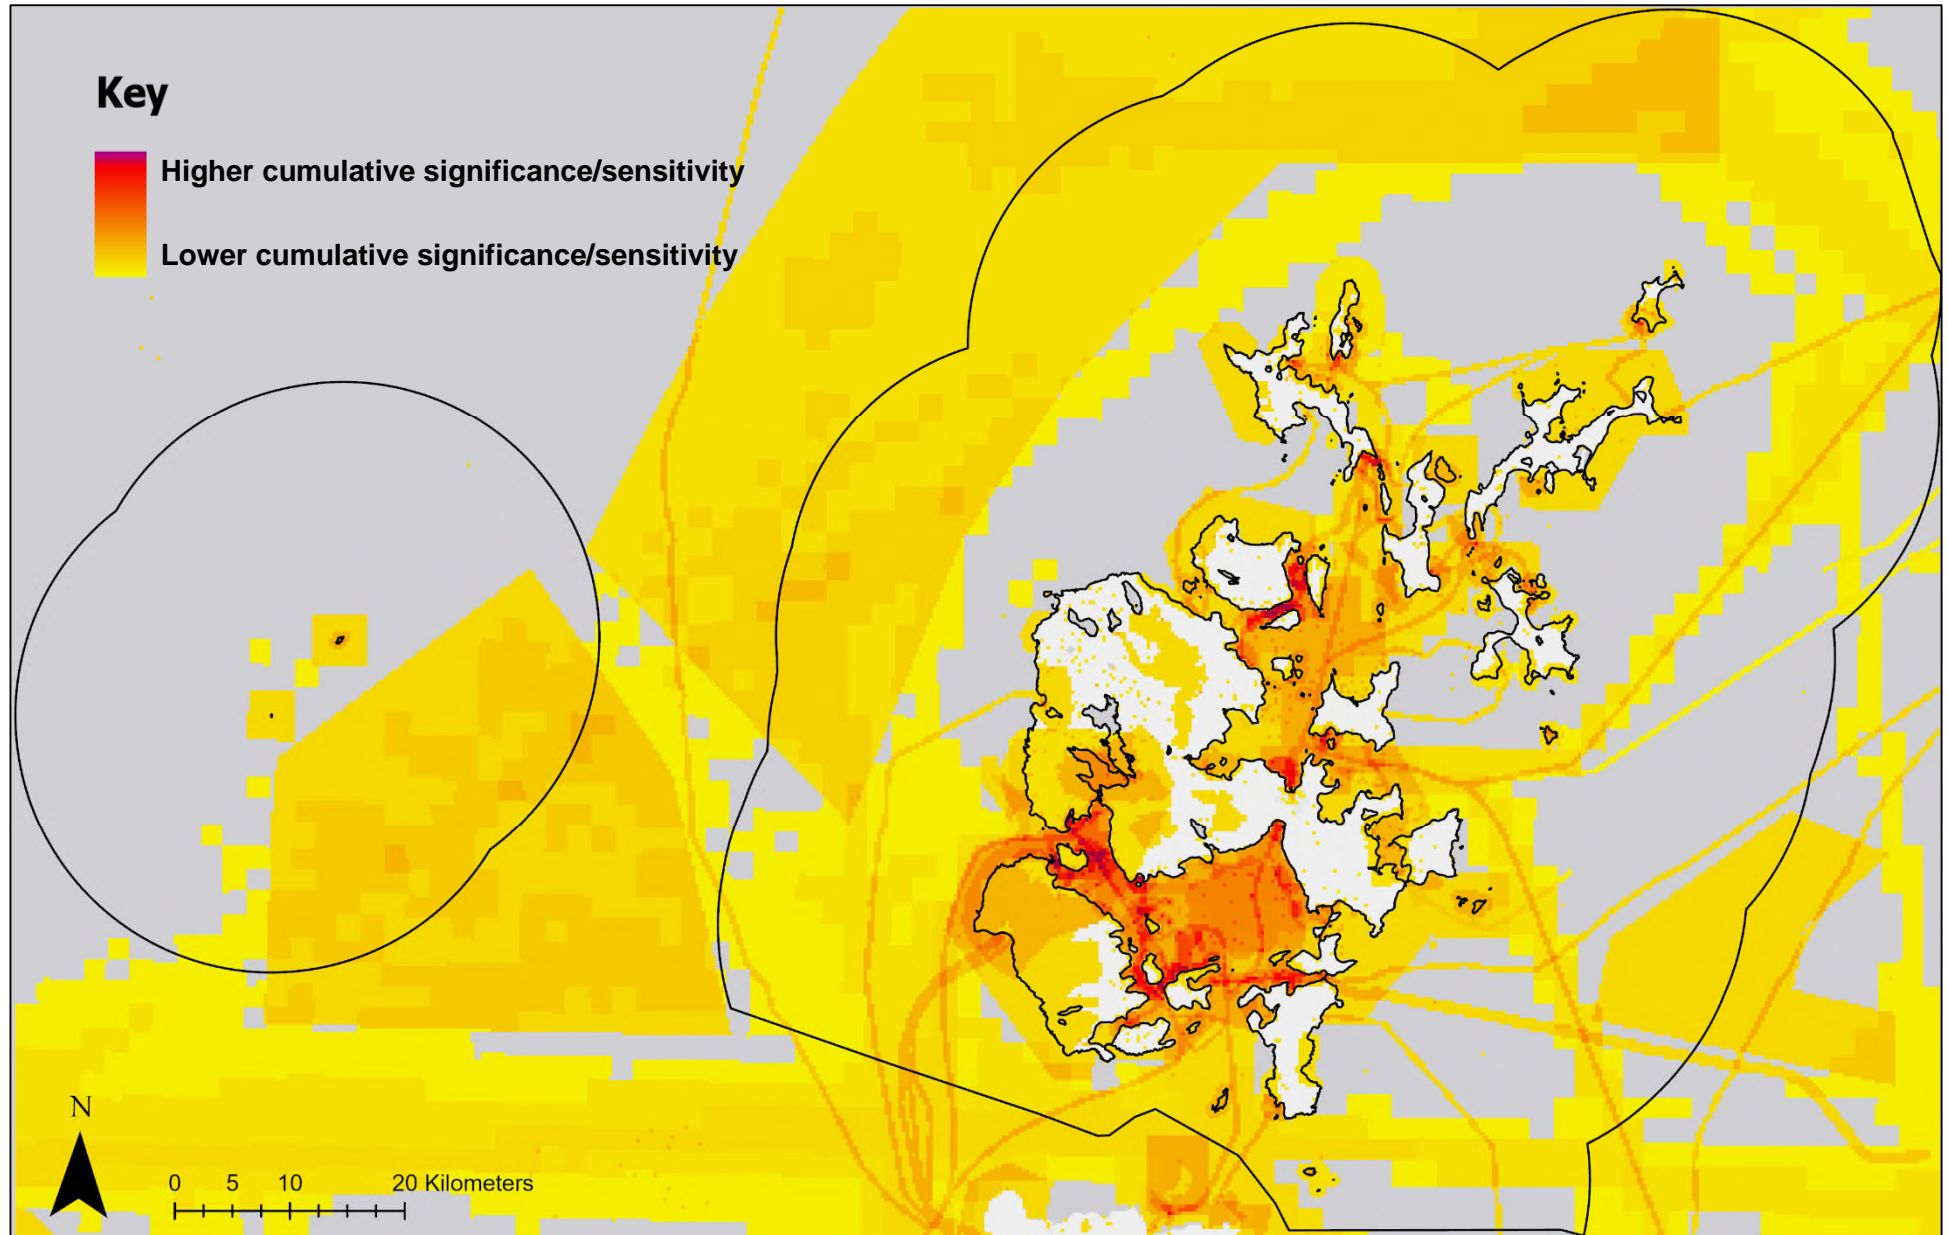 Key
Higher cumulative significance/sensitivity
Lower cumulative significance/sensitivity
N
0 5 10 20 Kilometers